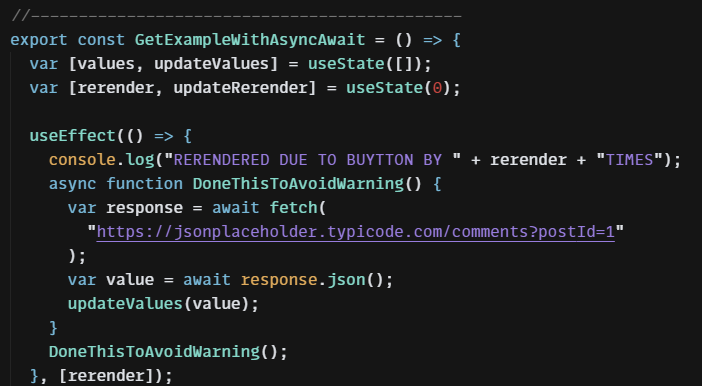 //----------------------------------------------
export const GetExampleWithAsyncAwait = () => {
var [values, updateValues] = useState([]);
var [rerender, updateRerender] = useState(0);
useEffect(() => {
console.log("RERENDERED DUE TO BUYTTON BY " + rerender + "TIMES");
async function DoneThisToAvoidWarning() {
var response = await fetch(
"https://jsonplaceholder.typicode.com/comments?postId=1"
);
var value = await response.json();
updateValues(value);
}
DoneThisToAvoidWarning();
}, [rerender]);